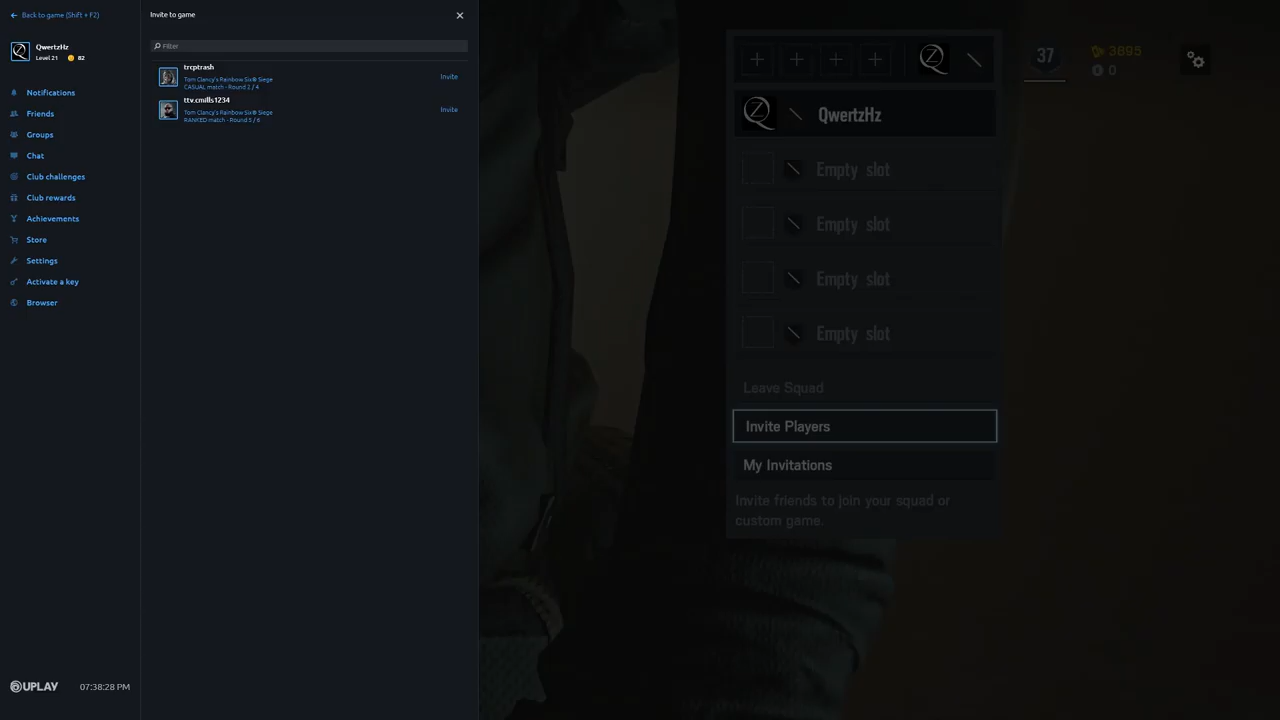 Back to game (Shift + F2)
QwertzHz
Level 21 82
Notifications
Friends
Groups
Chat
Club challenges
Club rewards
Achievements
Store
Settings
Activate a key
Browser
UPLAY 07:38:28 PM
Invite to game
Filter
trcptrash
Tom Clancy's Rainbow Six® Siege
CASUAL match - Round 2 / 4
Invite
ttv.cmills1234
Tom Clancy's Rainbow Six® Siege
RANKED match - Round 5 / 6
Invite
QwertzHz
Empty slot
Empty slot
Empty slot
Empty slot
Leave Squad
Invite Players
My Invitations
Invite friends to join your squad or
custom game.
37
3695
0